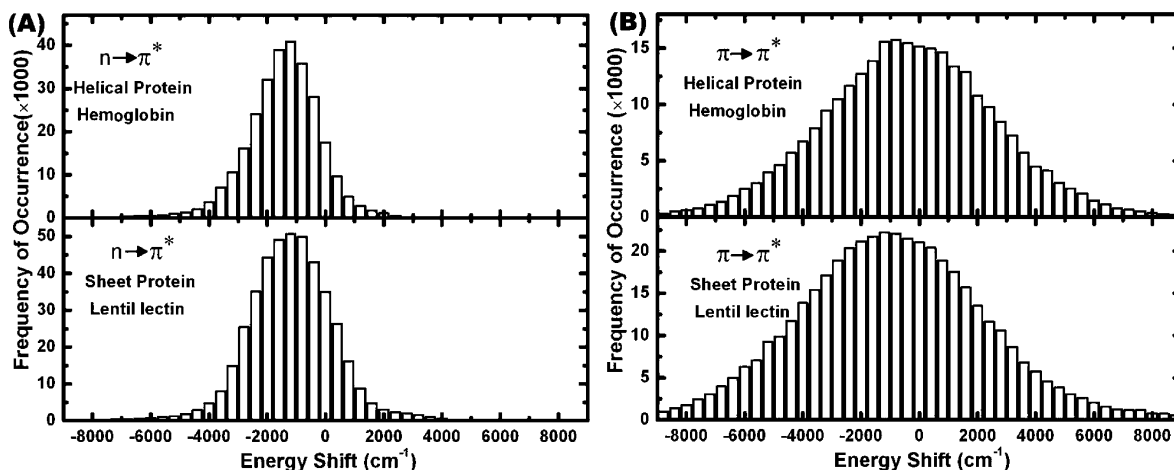 (A)
Frequency of Occurrence(×1000)
n→π*
Helical Protein
Hemoglobin
40
30
20
10
0
n→π*
Sheet Protein
Lentil lectin
50
40
30
20
10
0
-8000 -6000 -4000 -2000 0 2000 4000 6000 8000
Energy Shift (cm⁻¹)
(B)
Frequency of Occurrence (×1000)
π→π*
Helical Protein
Hemoglobin
15
10
5
0
π→π*
Sheet Protein
Lentil lectin
20
15
10
5
0
-8000 -6000 -4000 -2000 0 2000 4000 6000 8000
Energy Shift (cm⁻¹)